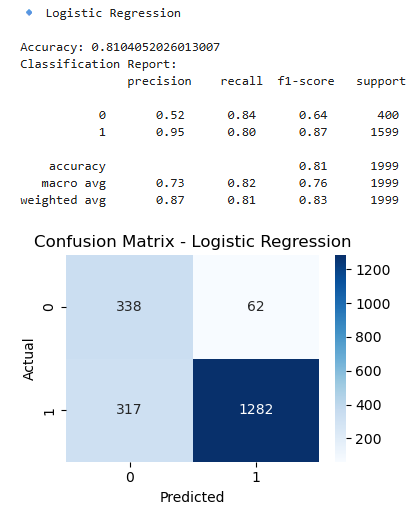 🔹 Logistic Regression
Accuracy: 0.8104052026013007
Classification Report:
precision recall f1-score support
0 0.52 0.84 0.64 400
1 0.95 0.80 0.87 1599
accuracy 0.81 1999
macro avg 0.73 0.82 0.76 1999
weighted avg 0.87 0.81 0.83 1999
Confusion Matrix - Logistic Regression
1200
1000
800
600
400
200
Actual
0
338 62
1
317 1282
0 1
Predicted